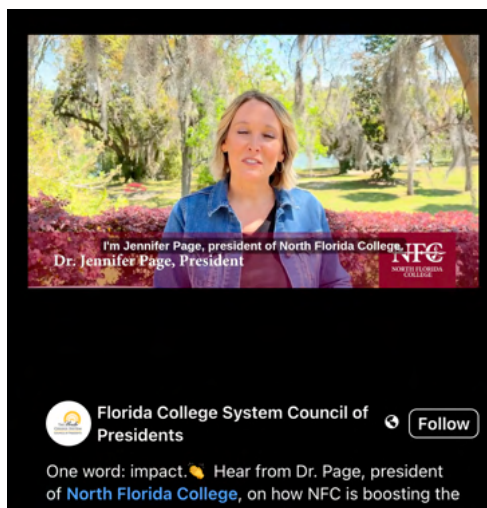 I'm Jennifer Page, president of North Florida College.
Dr. Jennifer Page, President
NFC
NORTH FLORIDA
COLLEGE
Florida College System Council of
Presidents
Follow
One word: impact.👏 Hear from Dr. Page, president
of North Florida College, on how NFC is boosting the